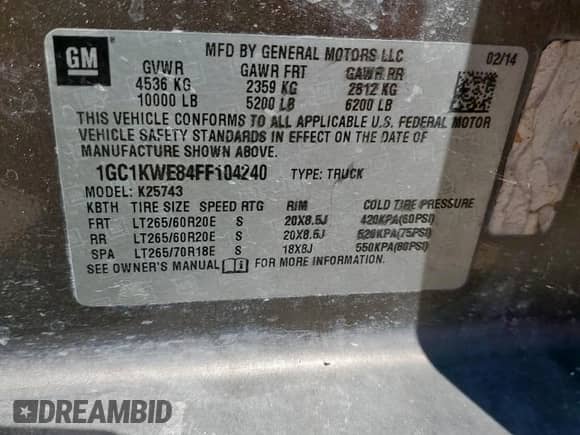 GM
MFD BY GENERAL MOTORS LLC
02/14
GVWR GAWR FRT GAWR RR
4536 KG 2359 KG 2812 KG
10000 LB 5200 LB 6200 LB
THIS VEHICLE CONFORMS TO ALL APPLICABLE U.S. FEDERAL MOTOR
VEHICLE SAFETY STANDARDS IN EFFECT ON THE DATE OF
MANUFACTURE SHOWN ABOVE.
1GC1KWE84FF104240 TYPE: TRUCK
MODEL: K25743
KBTH TIRE SIZE SPEED RTG RIM COLD TIRE PRESSURE
FRT LT265/60R20E S 20X8.5J 420KPA(60PSI)
RR LT265/60R20E S 20X8.5J 520KPA(75PSI)
SPA LT265/70R18E S 18X8J 550KPA(80PSI)
SEE OWNER'S MANUAL FOR MORE INFORMATION.
DREAMBID